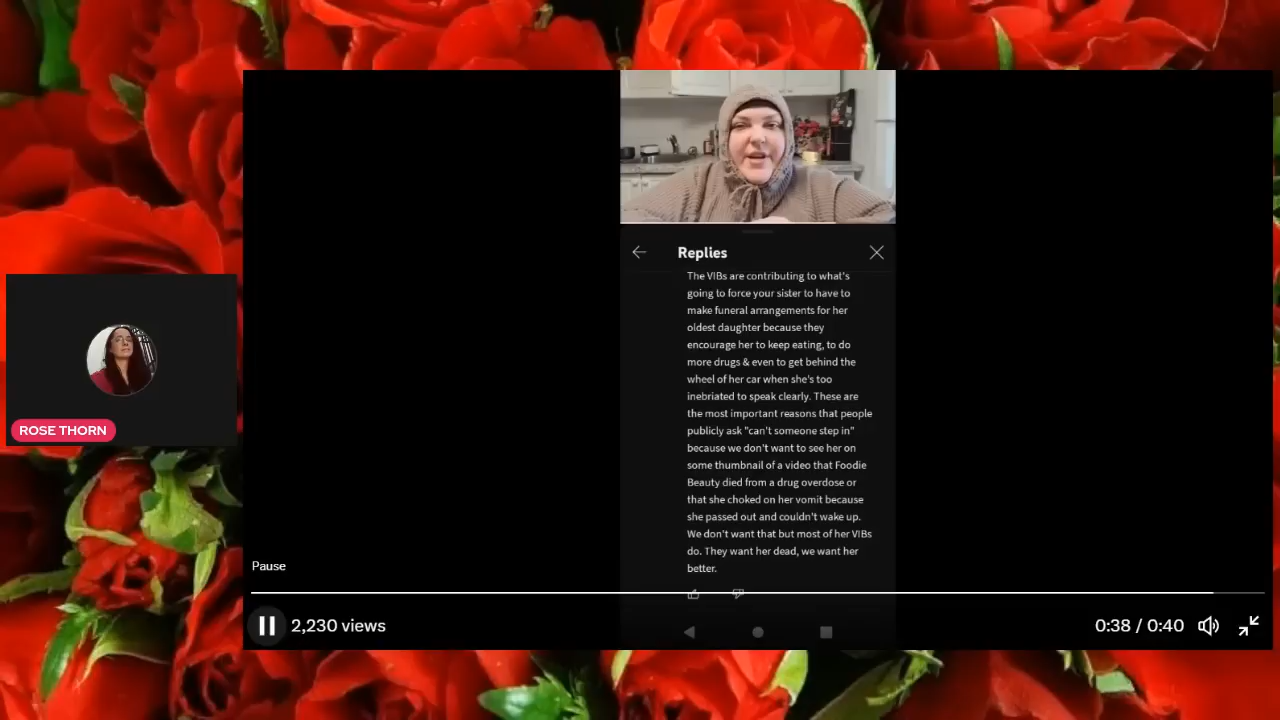 Replies
The VIBs are contributing to what's
going to force your sister to have to
make funeral arrangements for her
oldest daughter because they
encourage her to keep eating, to do
more drugs & even to get behind the
wheel of her car when she's too
inebriated to speak clearly. These are
the most important reasons that people
publicly ask "can't someone step in"
because we don't want to see her on
some thumbnail of a video that Foodie
Beauty died from a drug overdose or
that she choked on her vomit because
she passed out and couldn't wake up.
We don't want that but most of her VIBs
do. They want her dead, we want her
better.
ROSE THORN
Pause
2,230 views
0:38 / 0:40